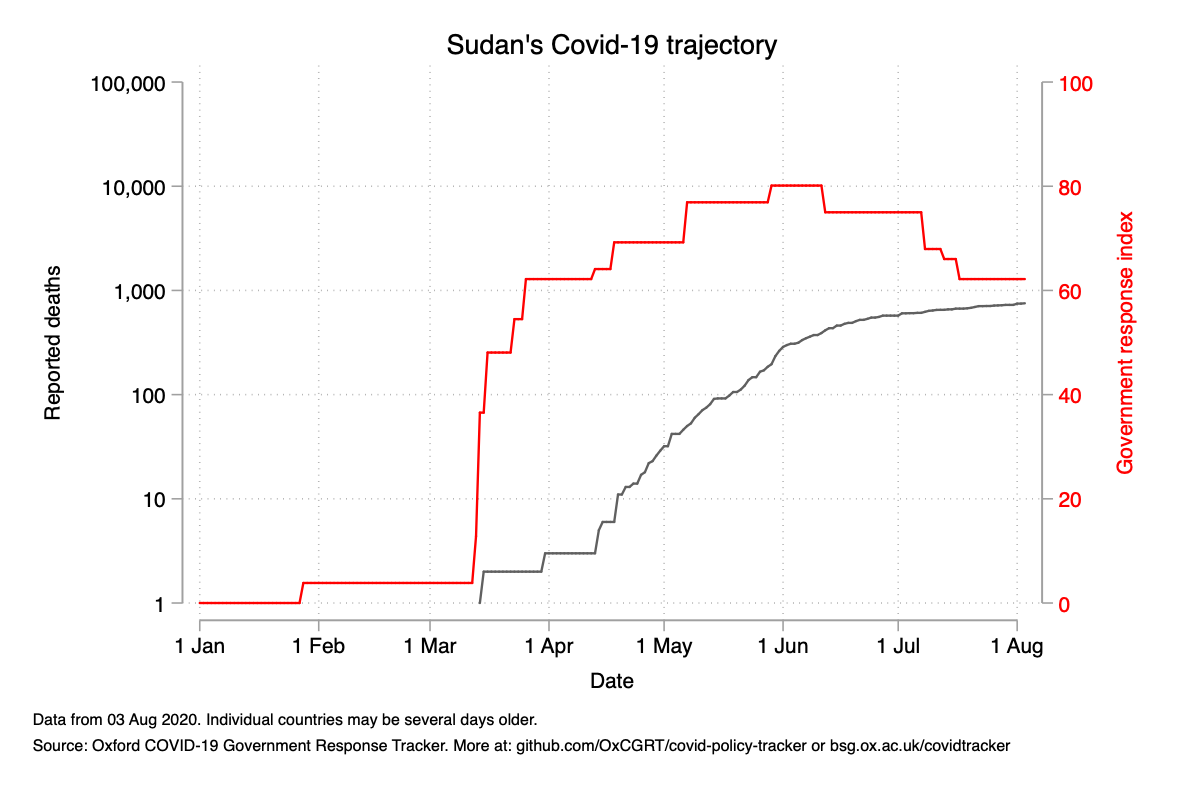 Sudan's Covid-19 trajectory
100,000
10,000
1,000
100
10
1
Reported deaths
100
80
60
40
20
0
Government response index
1 Jan 1 Feb 1 Mar 1 Apr 1 May 1 Jun 1 Jul 1 Aug
Date
Data from 03 Aug 2020. Individual countries may be several days older.
Source: Oxford COVID-19 Government Response Tracker. More at: github.com/OxCGRT/covid-policy-tracker or bsg.ox.ac.uk/covidtracker